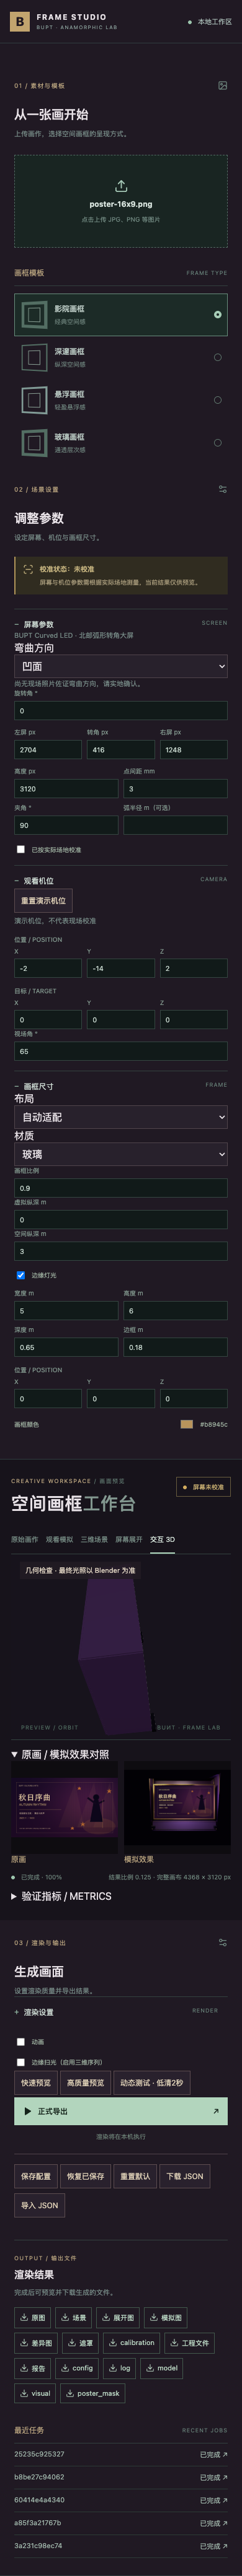 B
FRAME STUDIO
BUPT · ANAMORPHIC LAB
本地工作区
01 / 素材与模板
从一张画开始
上传画作，选择空间画框的呈现方式。
poster-16x9.png
点击上传 JPG、PNG 等图片
画框模板
FRAME TYPE
影院画框
经典空间感
深邃画框
纵深空间感
悬浮画框
轻盈悬浮感
玻璃画框
通透层次感
02 / 场景设置
调整参数
设定屏幕、机位与画框尺寸。
校准状态：未校准
屏幕与机位参数需根据实际场地测量，当前结果仅供预览。
屏幕参数
SCREEN
BUPT Curved LED · 北邮弧形转角大屏
弯曲方向
凹面
尚无现场照片佐证弯曲方向，请实地确认。
旋转角 °
0
左屏 px
转角 px
右屏 px
2704
416
1248
高度 px
点间距 mm
3120
3
夹角 °
弧半径 m（可选）
90
已按实际场地校准
观看机位
CAMERA
重置演示机位
演示机位，不代表现场校准
位置 / POSITION
X
Y
Z
-2
-14
2
目标 / TARGET
X
Y
Z
0
0
0
视场角 °
65
画框尺寸
FRAME
布局
自动适配
材质
玻璃
画框比例
0.9
虚拟纵深 m
0
空间纵深 m
3
边缘灯光
宽度 m
高度 m
5
6
深度 m
边框 m
0.65
0.18
位置 / POSITION
X
Y
Z
0
0
0
画框颜色
#b8945c
CREATIVE WORKSPACE / 画面预览
空间画框工作台
屏幕未校准
原始画作
观看模拟
三维场景
屏幕展开
交互 3D
几何检查 · 最终光照以 Blender 为准
PREVIEW / ORBIT
BUPT · FRAME LAB
原画 / 模拟效果对照
秋日序曲
秋日序曲
原画
模拟效果
已完成 · 100%
结果比例 0.125 · 完整画布 4368 × 3120 px
验证指标 / METRICS
03 / 渲染与输出
生成画面
设置渲染质量并导出结果。
渲染设置
RENDER
动画
边缘扫光（启用三维序列）
快速预览
高质量预览
动态测试 · 低清2秒
正式导出
渲染将在本机执行
保存配置
恢复已保存
重置默认
下载 JSON
导入 JSON
OUTPUT / 输出文件
渲染结果
完成后可预览并下载生成的文件。
原图
场景
展开图
模拟图
差异图
遮罩
calibration
工程文件
报告
config
log
model
visual
poster_mask
最近任务
RECENT JOBS
25235c925327
已完成
b8be27c94062
已完成
60414e4a4340
已完成
a85f3a21767b
已完成
3a231c98ec74
已完成